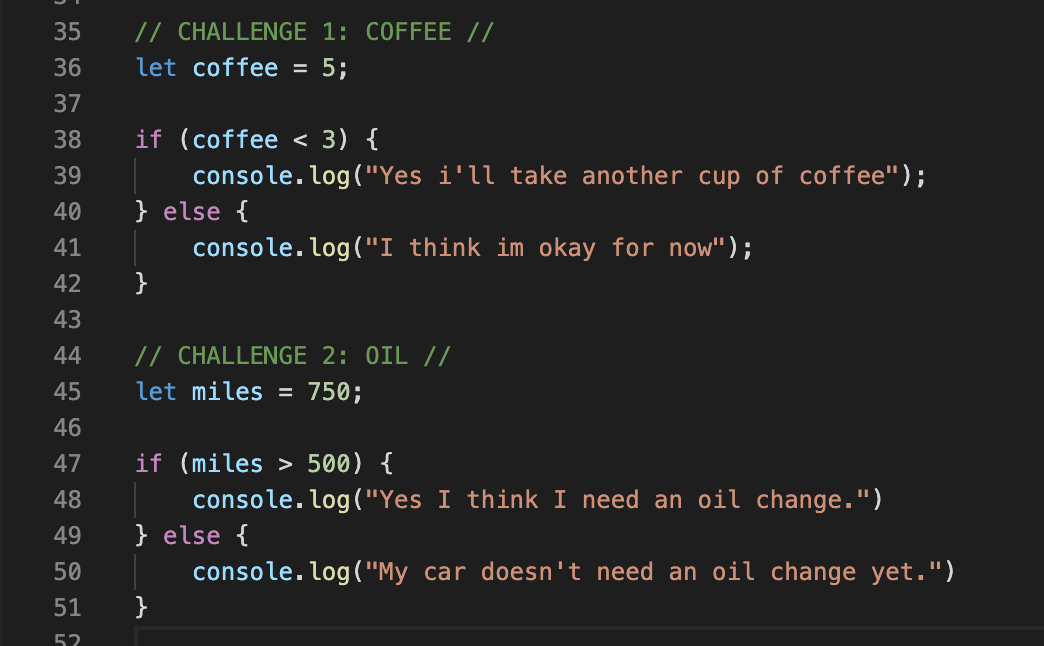 35 // CHALLENGE 1: COFFEE //
36 let coffee = 5;
37
38 if (coffee < 3) {
39     console.log("Yes i'll take another cup of coffee");
40 } else {
41     console.log("I think im okay for now");
42 }
43
44 // CHALLENGE 2: OIL //
45 let miles = 750;
46
47 if (miles > 500) {
48     console.log("Yes I think I need an oil change.")
49 } else {
50     console.log("My car doesn't need an oil change yet.")
51 }
52